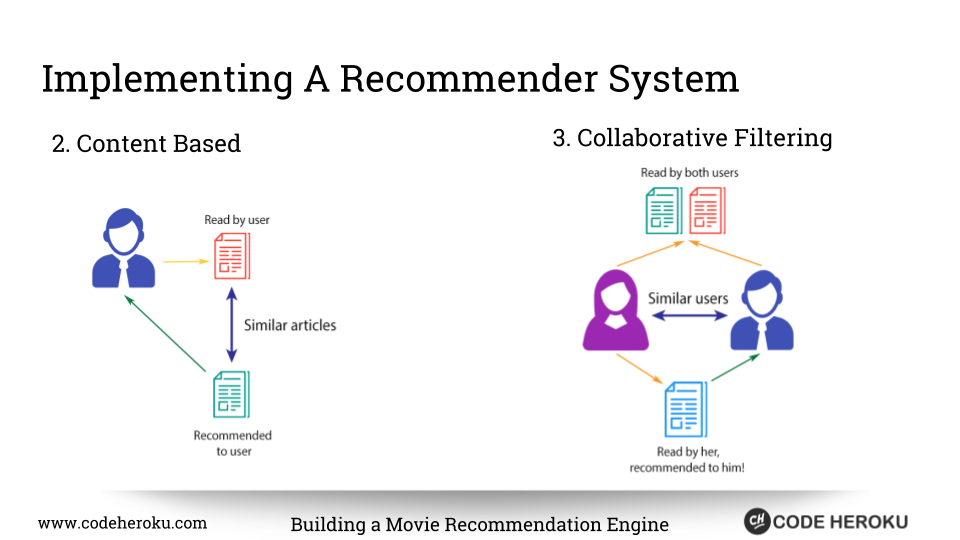 Implementing A Recommender System
2. Content Based
Read by user
Similar articles
Recommended
to user
3. Collaborative Filtering
Read by both users
Similar users
Read by her,
recommended to him!
www.codeheroku.com
Building a Movie Recommendation Engine
CH CODE HEROKU